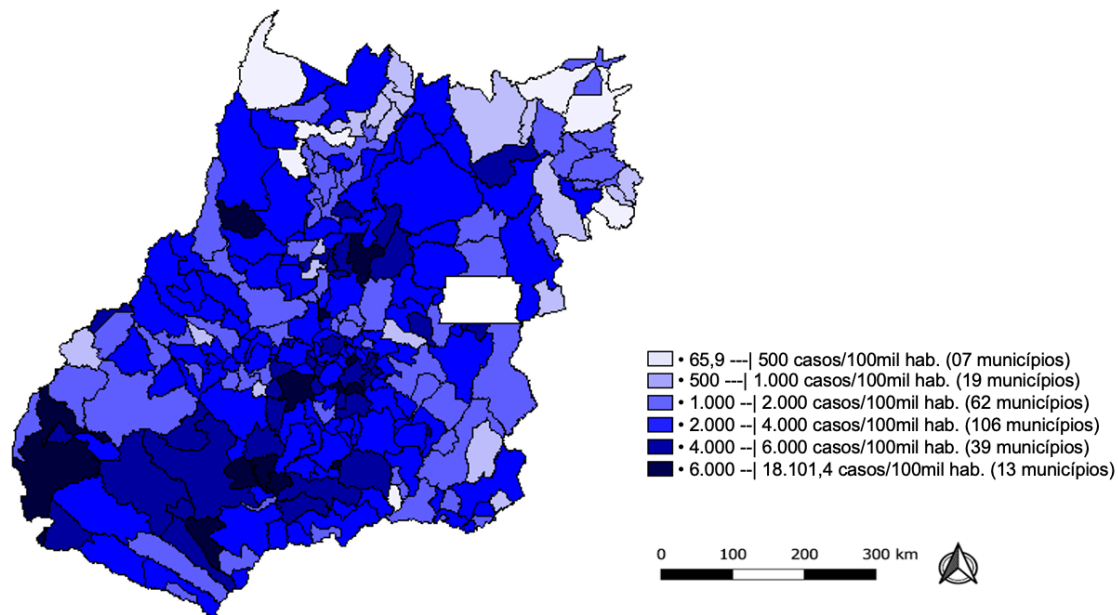 • 65,9 ---| 500 casos/100mil hab. (07 municípios)
• 500 ---| 1.000 casos/100mil hab. (19 municípios)
• 1.000 --| 2.000 casos/100mil hab. (62 municípios)
• 2.000 --| 4.000 casos/100mil hab. (106 municípios)
• 4.000 --| 6.000 casos/100mil hab. (39 municípios)
• 6.000 --| 18.101,4 casos/100mil hab. (13 municípios)
0 100 200 300 km